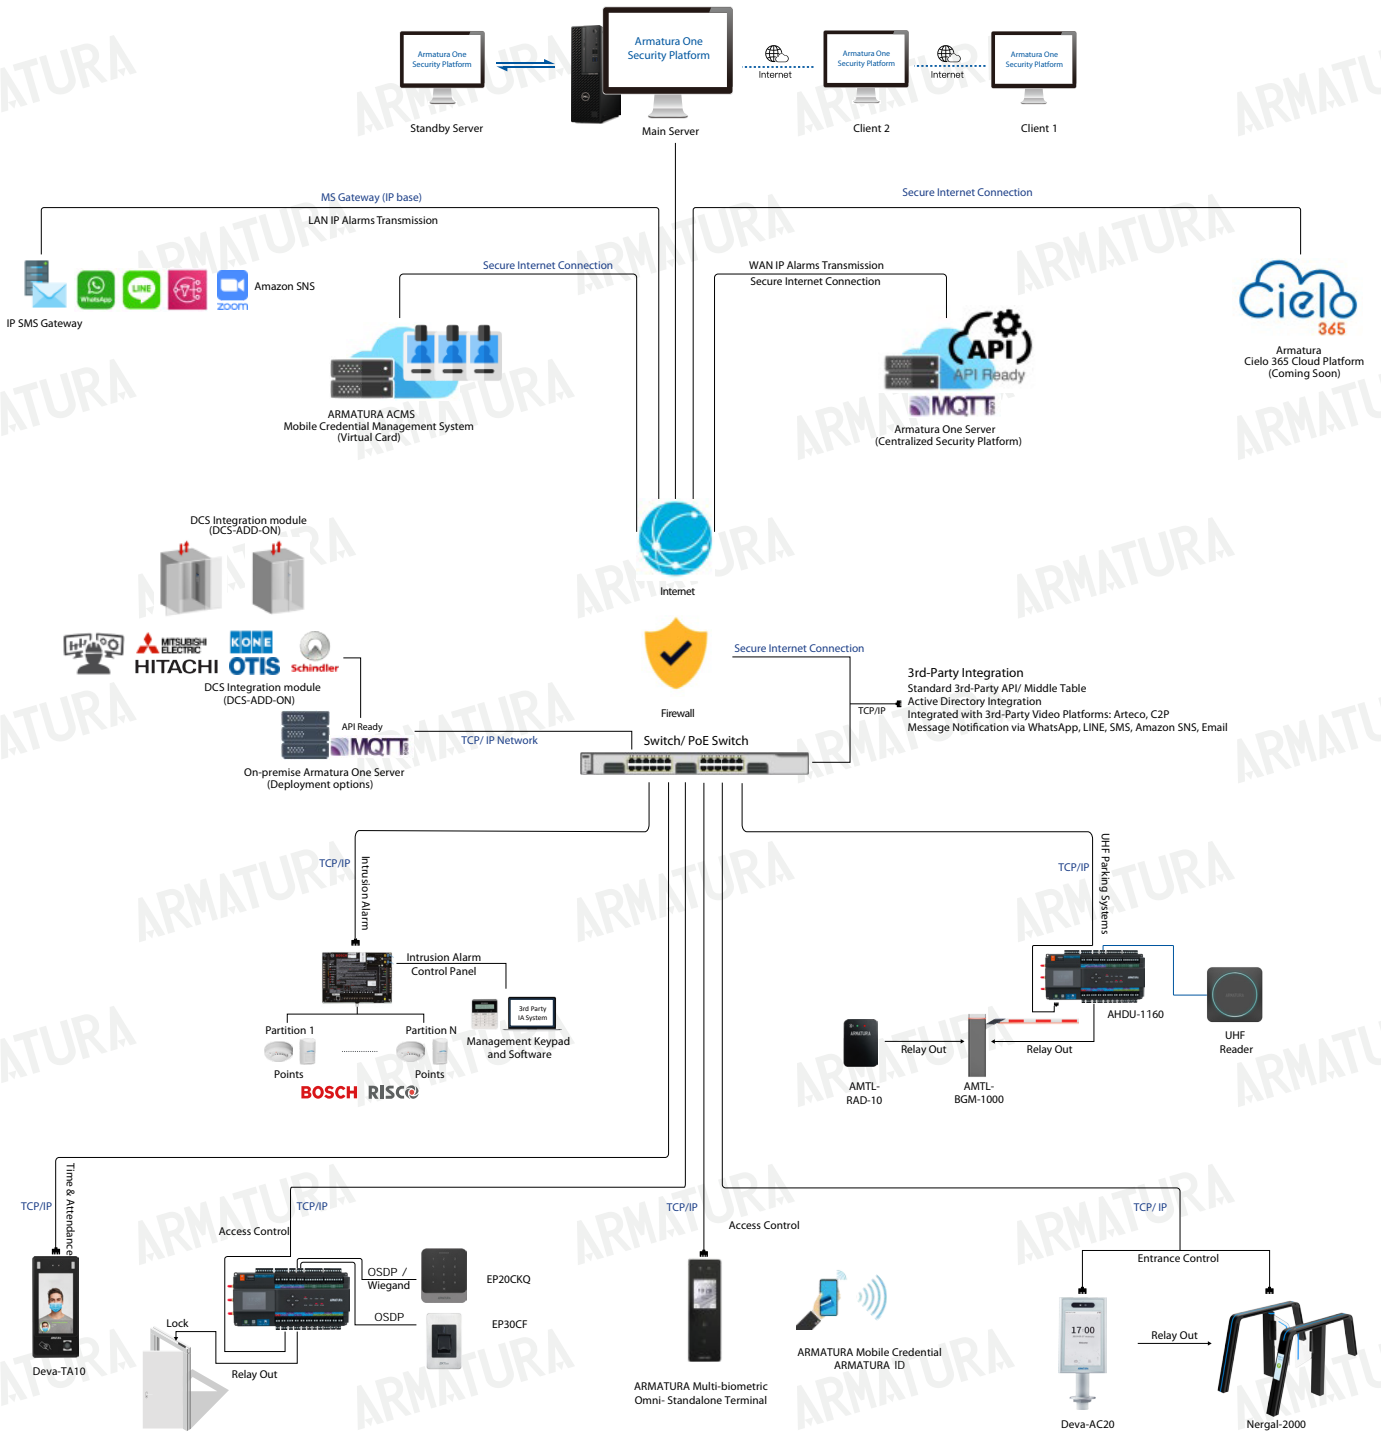 Armatura One
Security Platform
Armatura One
Security Platform
Armatura One
Security Platform
Armatura One
Security Platform
Internet
Internet
Standby Server
Main Server
Client 2
Client 1
MS Gateway (IP base)
LAN IP Alarms Transmission
Secure Internet Connection
Secure Internet Connection
WAN IP Alarms Transmission
Secure Internet Connection
WhatsApp
LINE
zoom
Amazon SNS
IP SMS Gateway
API
API Ready
MQTT
Cielo
365
Armatura
Cielo 365 Cloud Platform
(Coming Soon)
ARMATURA ACMS
Mobile Credential Management System
(Virtual Card)
Armatura One Server
(Centralized Security Platform)
DCS Integration module
(DCS-ADD-ON)
Internet
MITSUBISHI
ELECTRIC
HITACHI
KONE
OTIS
Schindler
DCS Integration module
(DCS-ADD-ON)
API Ready
MQTT
On-premise Armatura One Server
(Deployment options)
TCP/ IP Network
Firewall
Switch/ PoE Switch
Secure Internet Connection
TCP/IP
3rd-Party Integration
Standard 3rd-Party API/ Middle Table
Active Directory Integration
Integrated with 3rd-Party Video Platforms: Arteco, C2P
Message Notification via WhatsApp, LINE, SMS, Amazon SNS, Email
TCP/IP
Intrusion Alarm
Intrusion Alarm
Control Panel
3rd Party
IA System
Management Keypad
and Software
Partition 1
Partition N
Points
Points
BOSCH
RISCO
TCP/IP
UHF Parking Systems
AHDU-1160
UHF
Reader
ARMATURA
Relay Out
Relay Out
AMTL-
RAD-10
AMTL-
BGM-1000
TCP/IP
Time & Attendance
Deva-TA10
TCP/IP
Access Control
OSDP /
Wiegand
OSDP
EP20CKQ
EP30CF
Lock
Relay Out
TCP/IP
Access Control
ARMATURA Multi-biometric
Omni- Standalone Terminal
ARMATURA Mobile Credential
ARMATURA ID
TCP/ IP
Entrance Control
17:00
Relay Out
Deva-AC20
Nergal-2000
ARMATURA